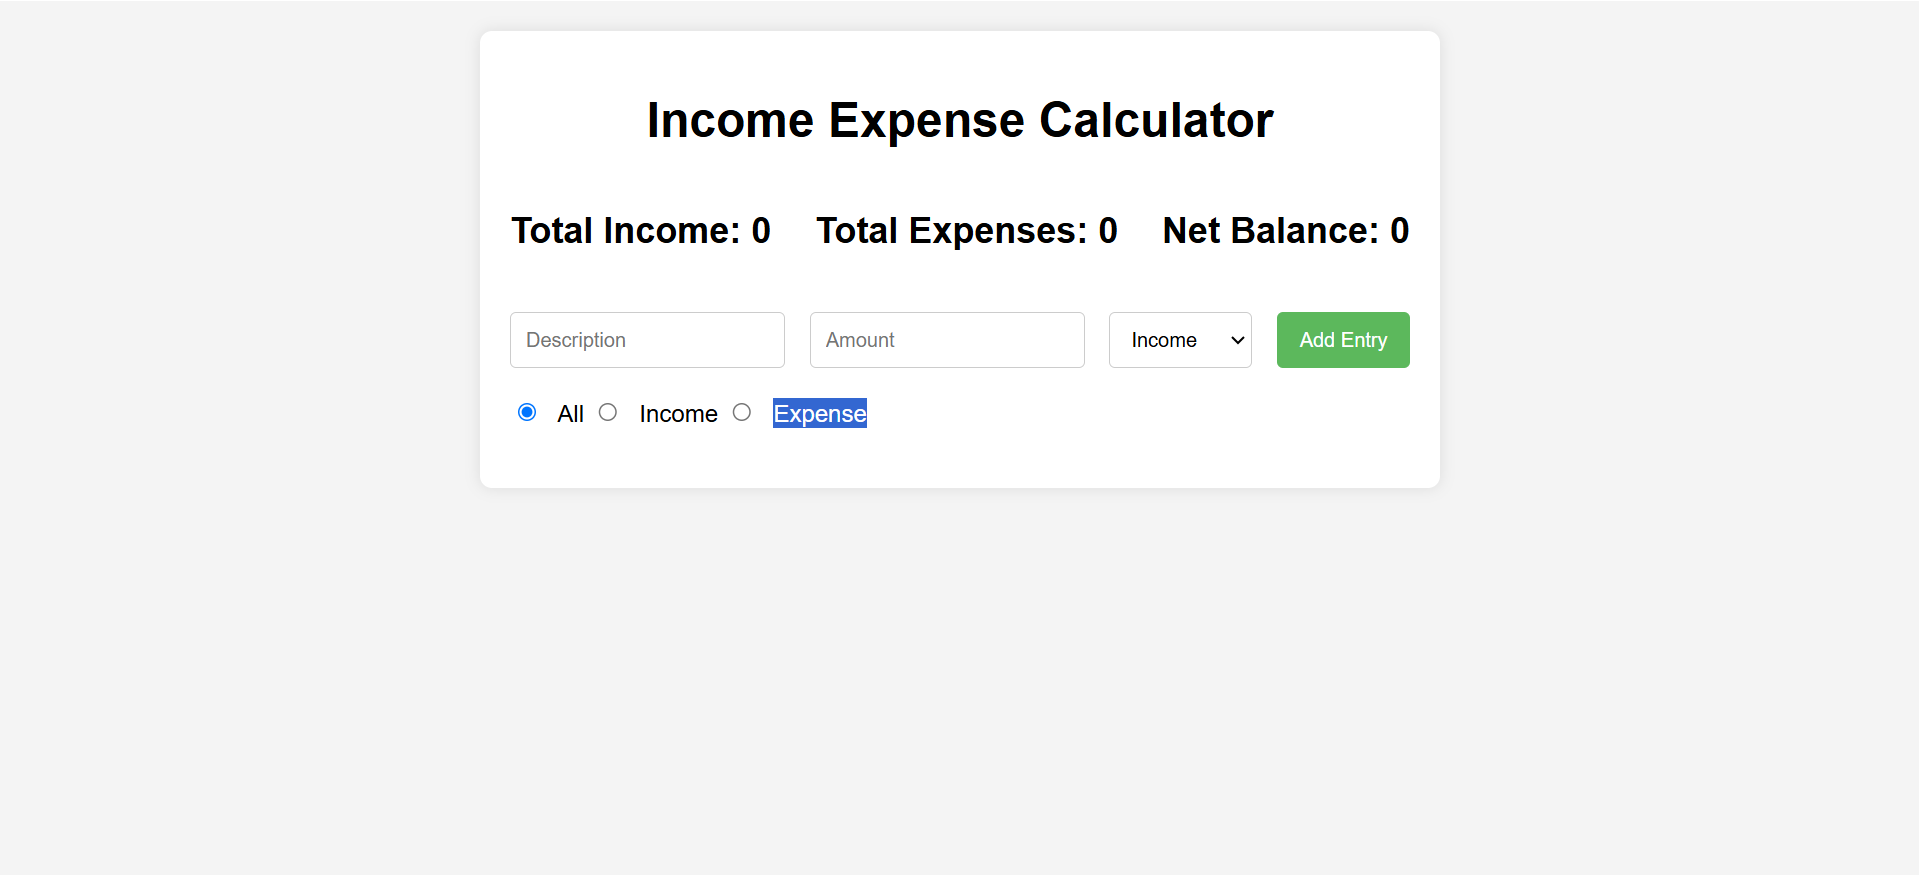 Income Expense Calculator
Total Income: 0 Total Expenses: 0 Net Balance: 0
Description Amount Income Add Entry
All Income Expense